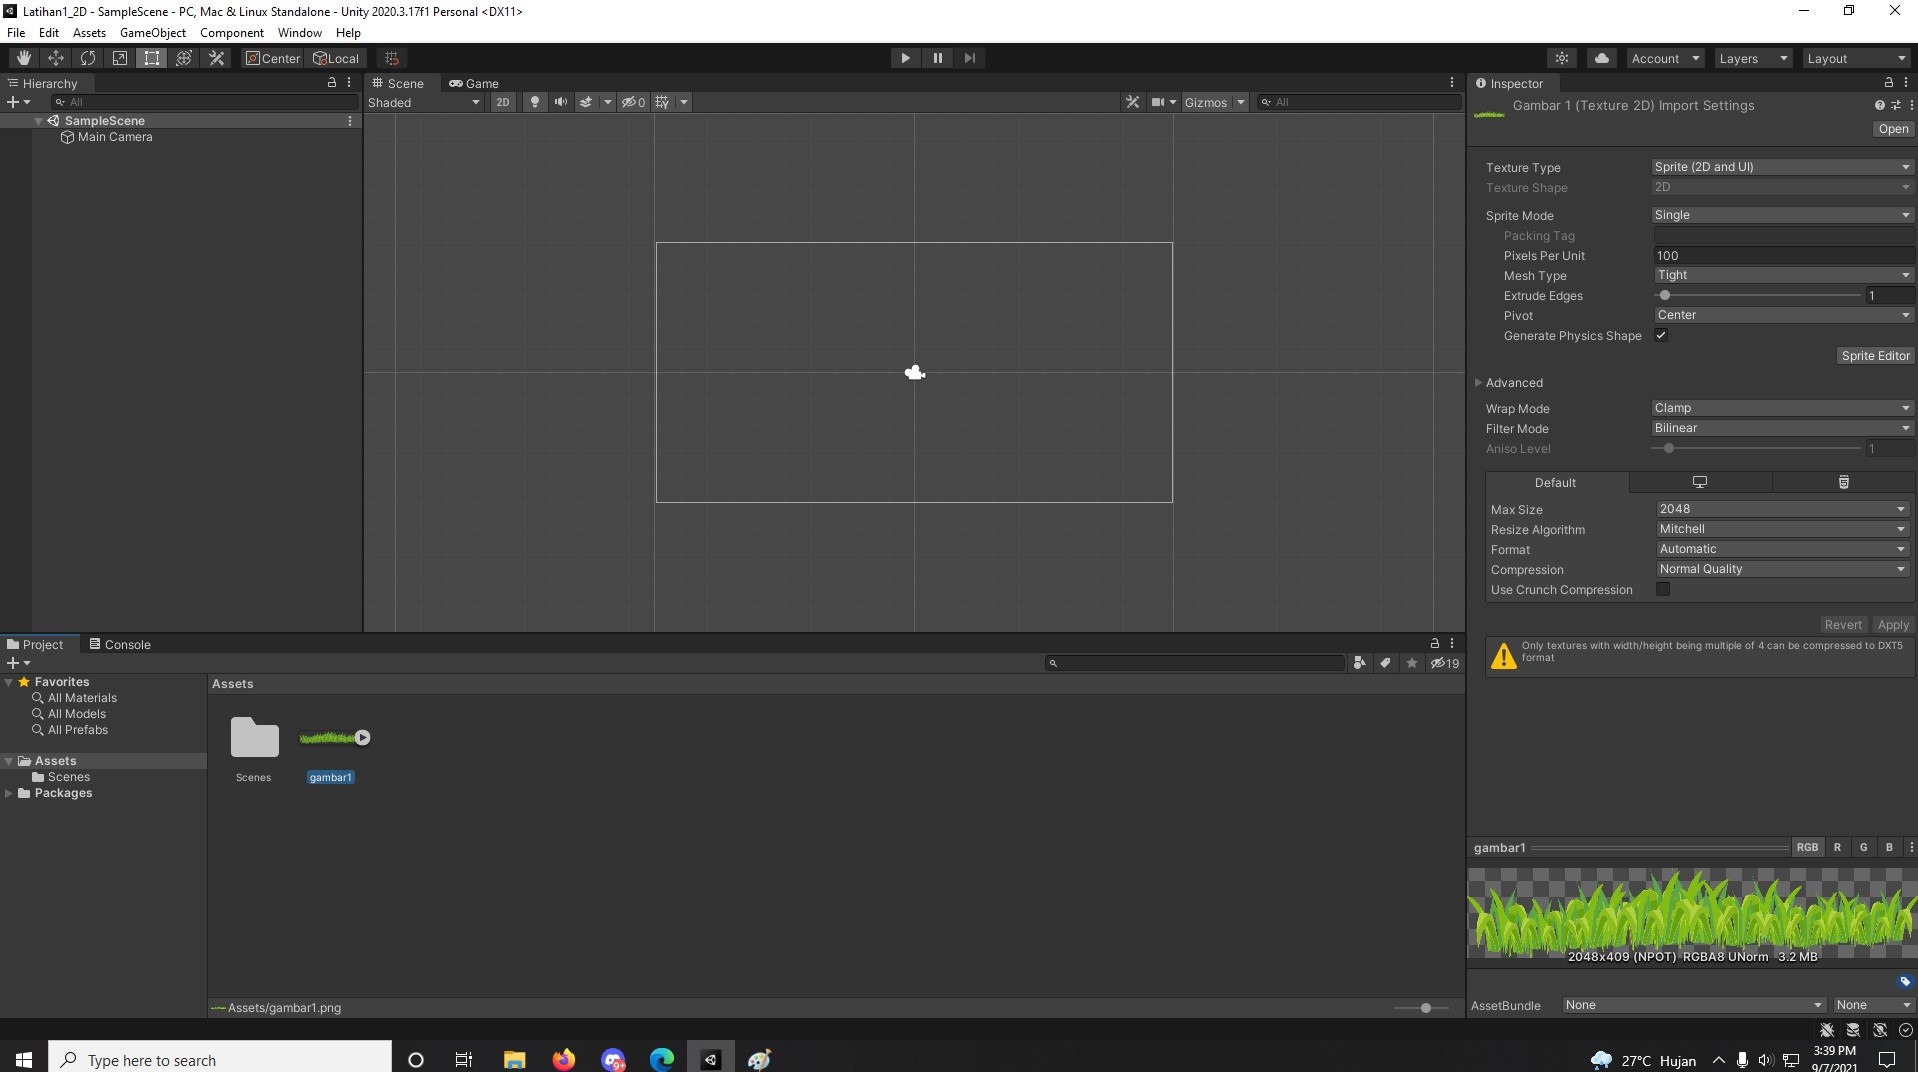 Latihan1_2D - SampleScene - PC, Mac & Linux Standalone - Unity 2020.3.17f1 Personal <DX11>
File Edit Assets GameObject Component Window Help
Center Local Account Layers Layout
Hierarchy
All
SampleScene
Main Camera
Scene Game
Shaded 2D 0 Gizmos All
Inspector
Gambar 1 (Texture 2D) Import Settings
Open
Texture Type Sprite (2D and UI)
Texture Shape 2D
Sprite Mode Single
Packing Tag
Pixels Per Unit 100
Mesh Type Tight
Extrude Edges 1
Pivot Center
Generate Physics Shape
Sprite Editor
Advanced
Wrap Mode Clamp
Filter Mode Bilinear
Aniso Level 1
Default
Max Size 2048
Resize Algorithm Mitchell
Format Automatic
Compression Normal Quality
Use Crunch Compression
Revert Apply
Only textures with width/height being multiple of 4 can be compressed to DXT5
format
Project Console
19
Favorites
All Materials
All Models
All Prefabs
Assets
Scenes
Packages
Assets
Scenes gambar1
Assets/gambar1.png
gambar1 RGB R G B
2048x409 (NPOT) RGBA8 UNorm 3.2 MB
AssetBundle None None
Type here to search
9+
27°C Hujan
3:39 PM
9/7/2021